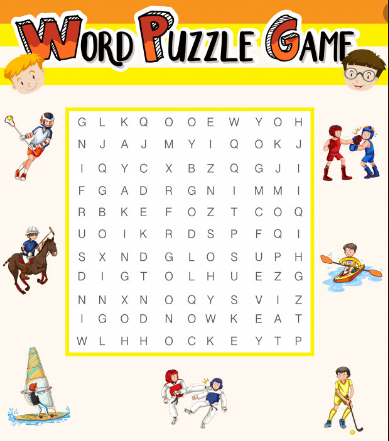 WORD PUZZLE GAME
G L K Q O O E W Y O H
N J A J M Y I Q O K J
I Q Y C X B Z Q G J I
F G A D R G N I M M I
R B K E F O Z T C O Q
U O I K R D S P F Q I
S X N D G L O S U P H
D I G T O L H U E Z G
N N X N O Q Y S V I Z
I G O D N O W K E A T
W L H H O C K E Y T P